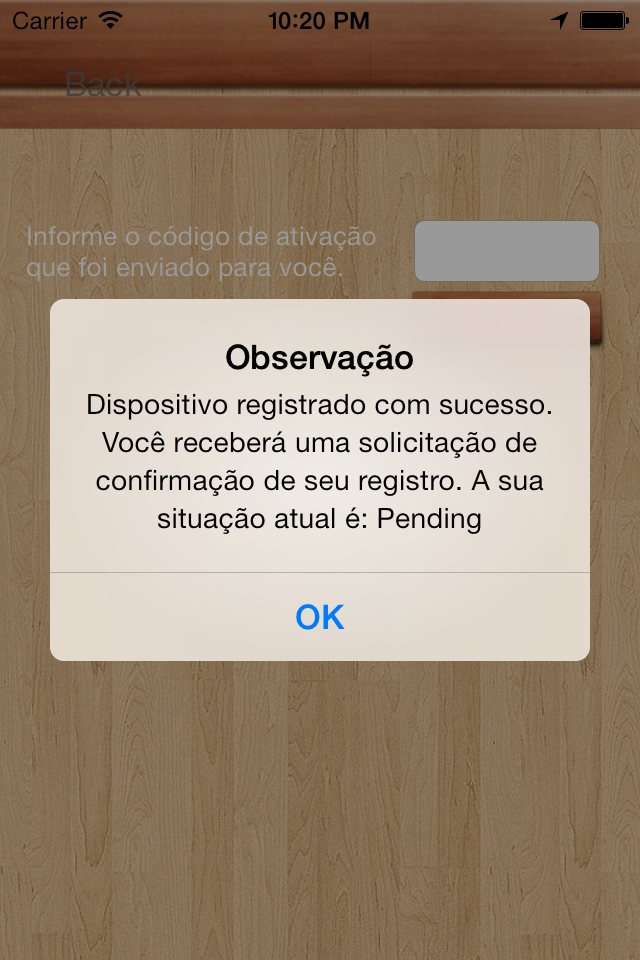 Carrier 10:20 PM
Back
Informe o código de ativação
que foi enviado para você.
Observação
Dispositivo registrado com sucesso.
Você receberá uma solicitação de
confirmação de seu registro. A sua
situação atual é: Pending
OK